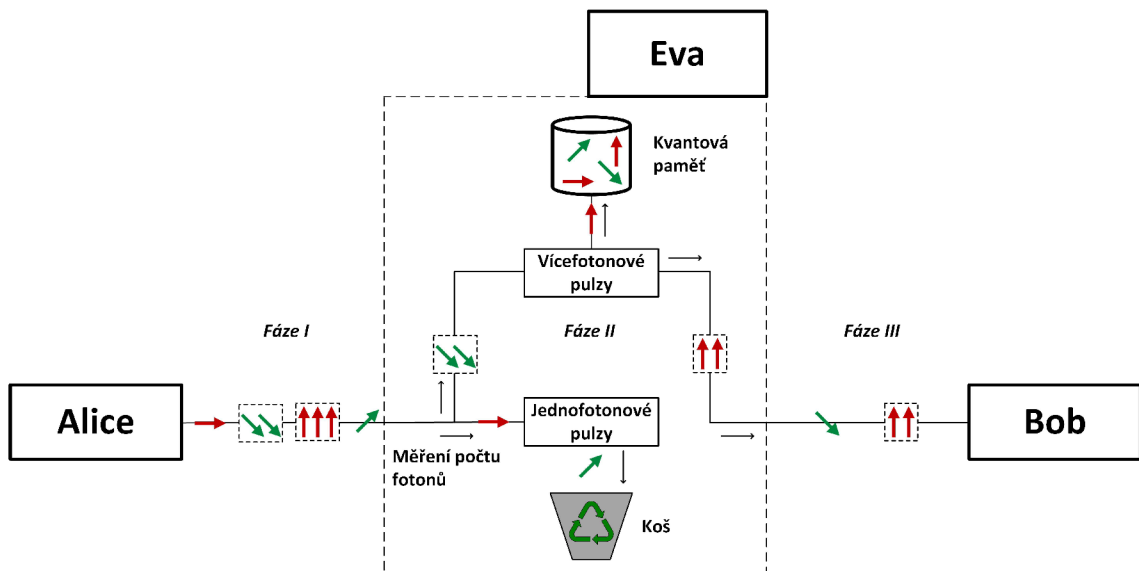 Eva
Kvantová
paměť
Vícefotonové
pulzy
Fáze I
Fáze II
Fáze III
Alice
Jednofotonové
pulzy
Bob
Měření počtu
fotonů
Koš